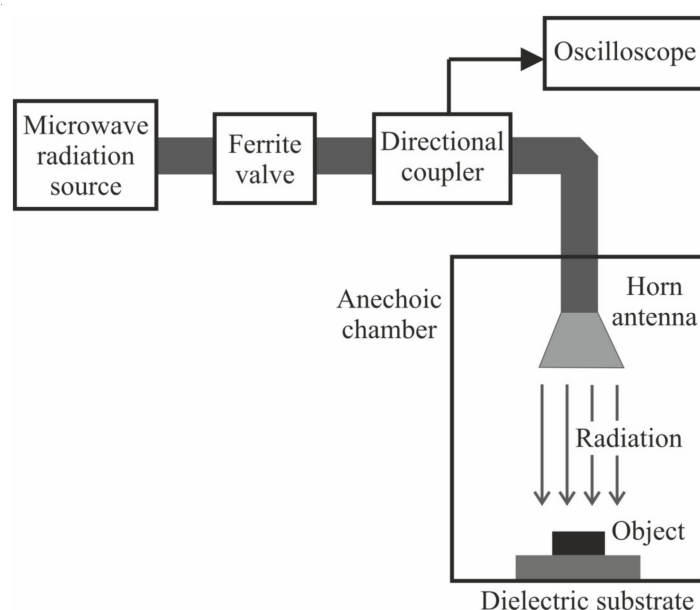 Oscilloscope
Microwave
radiation
source
Ferrite
valve
Directional
coupler
Anechoic
chamber
Horn
antenna
Radiation
Object
Dielectric substrate